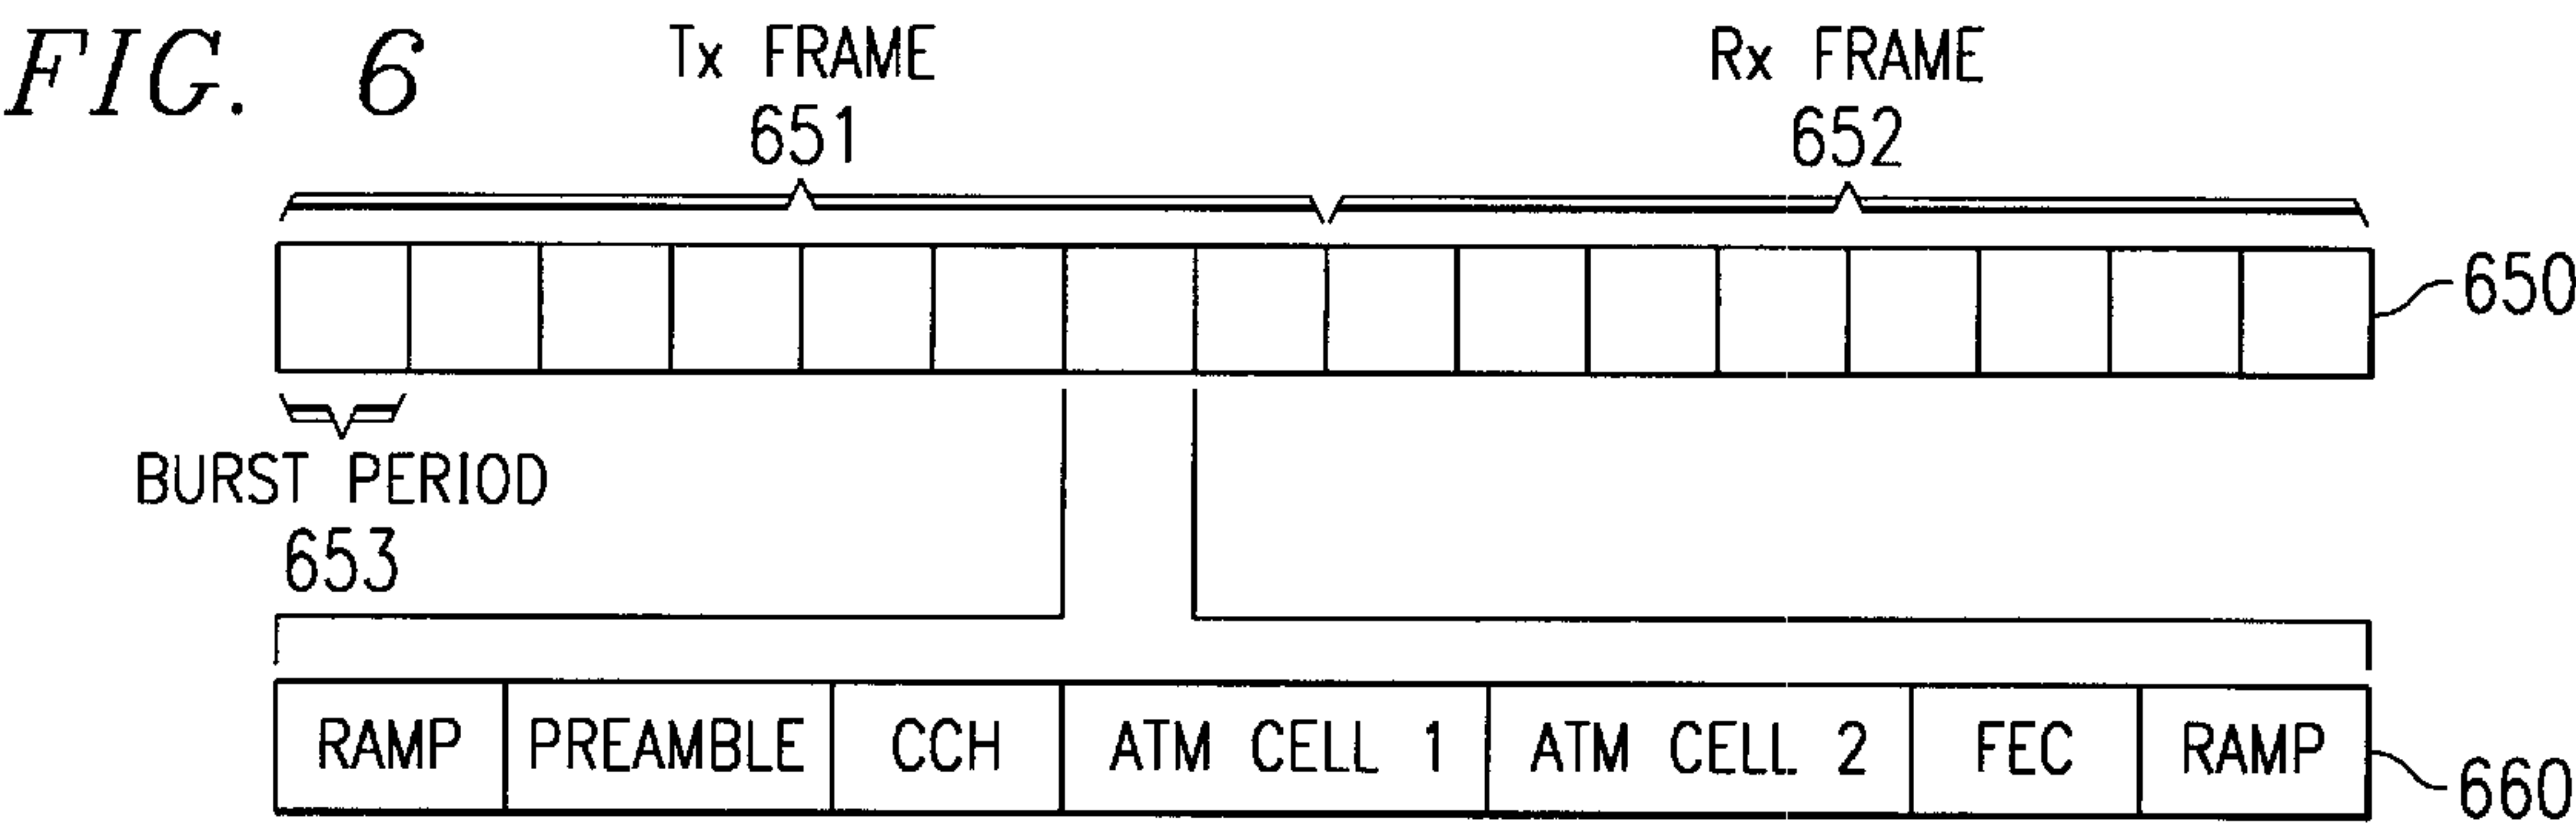 FIG. 6
Tx FRAME
651
Rx FRAME
652
650
BURST PERIOD
653
RAMP PREAMBLE CCH ATM CELL 1 ATM CELL 2 FEC RAMP
660